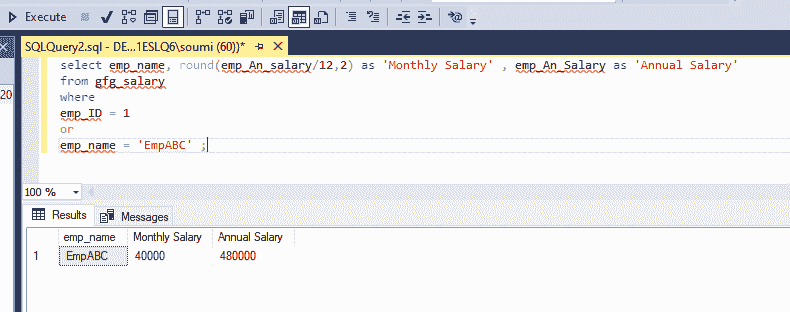 Execute
SQLQuery2.sql - DE...1ESLQ6\soumi (60))*
20
select emp_name, round(emp_An_salary/12,2) as 'Monthly Salary' , emp_An_Salary as 'Annual Salary'
from gfg_salary
where
emp_ID = 1
or
emp_name = 'EmpABC' ;
100 %
Results Messages
emp_name Monthly Salary Annual Salary
1 EmpABC 40000 480000